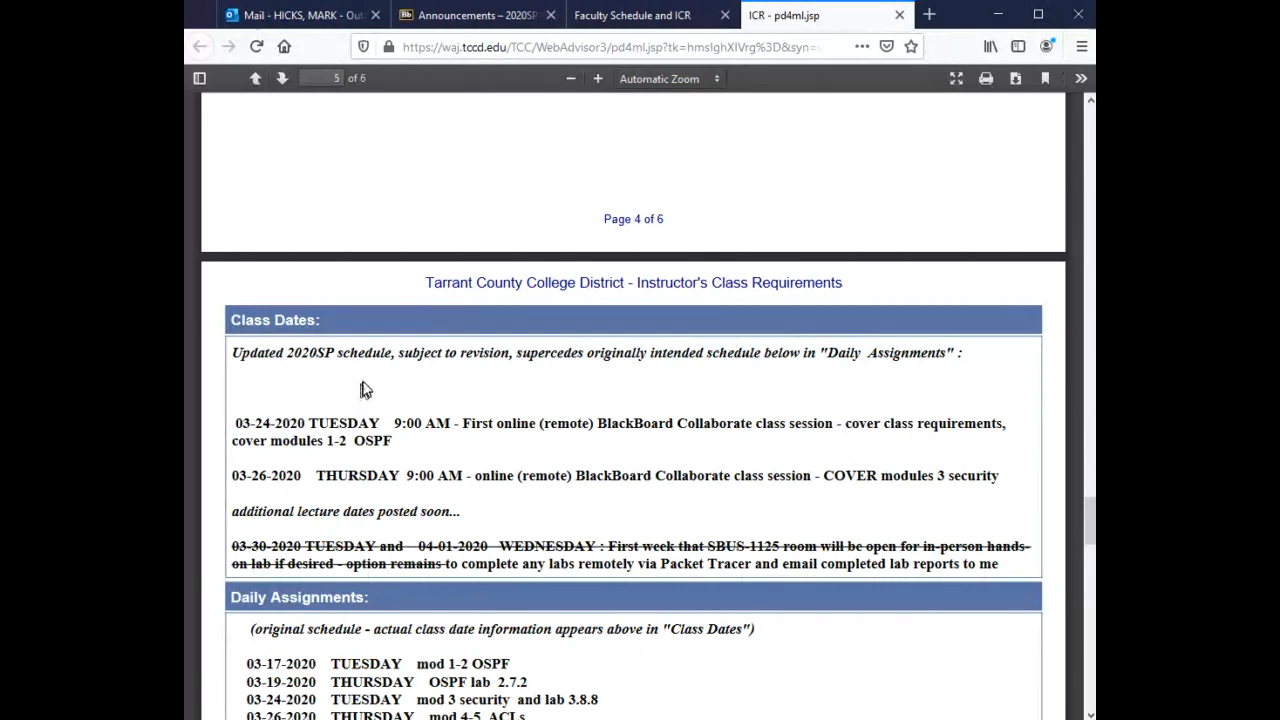 Mail - HICKS, MARK - Out
Announcements – 2020SP
Faculty Schedule and ICR
ICR - pd4ml.jsp
https://waj.tccd.edu/TCC/WebAdvisor3/pd4ml.jsp?tk=hmsIghXIVrg%3D&syn=
5 of 6
Automatic Zoom
Page 4 of 6
Tarrant County College District - Instructor's Class Requirements
Class Dates:
Updated 2020SP schedule, subject to revision, supercedes originally intended schedule below in "Daily Assignments" :
03-24-2020 TUESDAY 9:00 AM - First online (remote) BlackBoard Collaborate class session - cover class requirements,
cover modules 1-2 OSPF
03-26-2020 THURSDAY 9:00 AM - online (remote) BlackBoard Collaborate class session - COVER modules 3 security
additional lecture dates posted soon...
03-30-2020 TUESDAY and 04-01-2020 WEDNESDAY : First week that SBUS-1125 room will be open for in-person hands-
on lab if desired - option remains to complete any labs remotely via Packet Tracer and email completed lab reports to me
Daily Assignments:
(original schedule - actual class date information appears above in "Class Dates")
03-17-2020 TUESDAY mod 1-2 OSPF
03-19-2020 THURSDAY OSPF lab 2.7.2
03-24-2020 TUESDAY mod 3 security and lab 3.8.8
03-26-2020 THURSDAY mod 4-5 ACLs